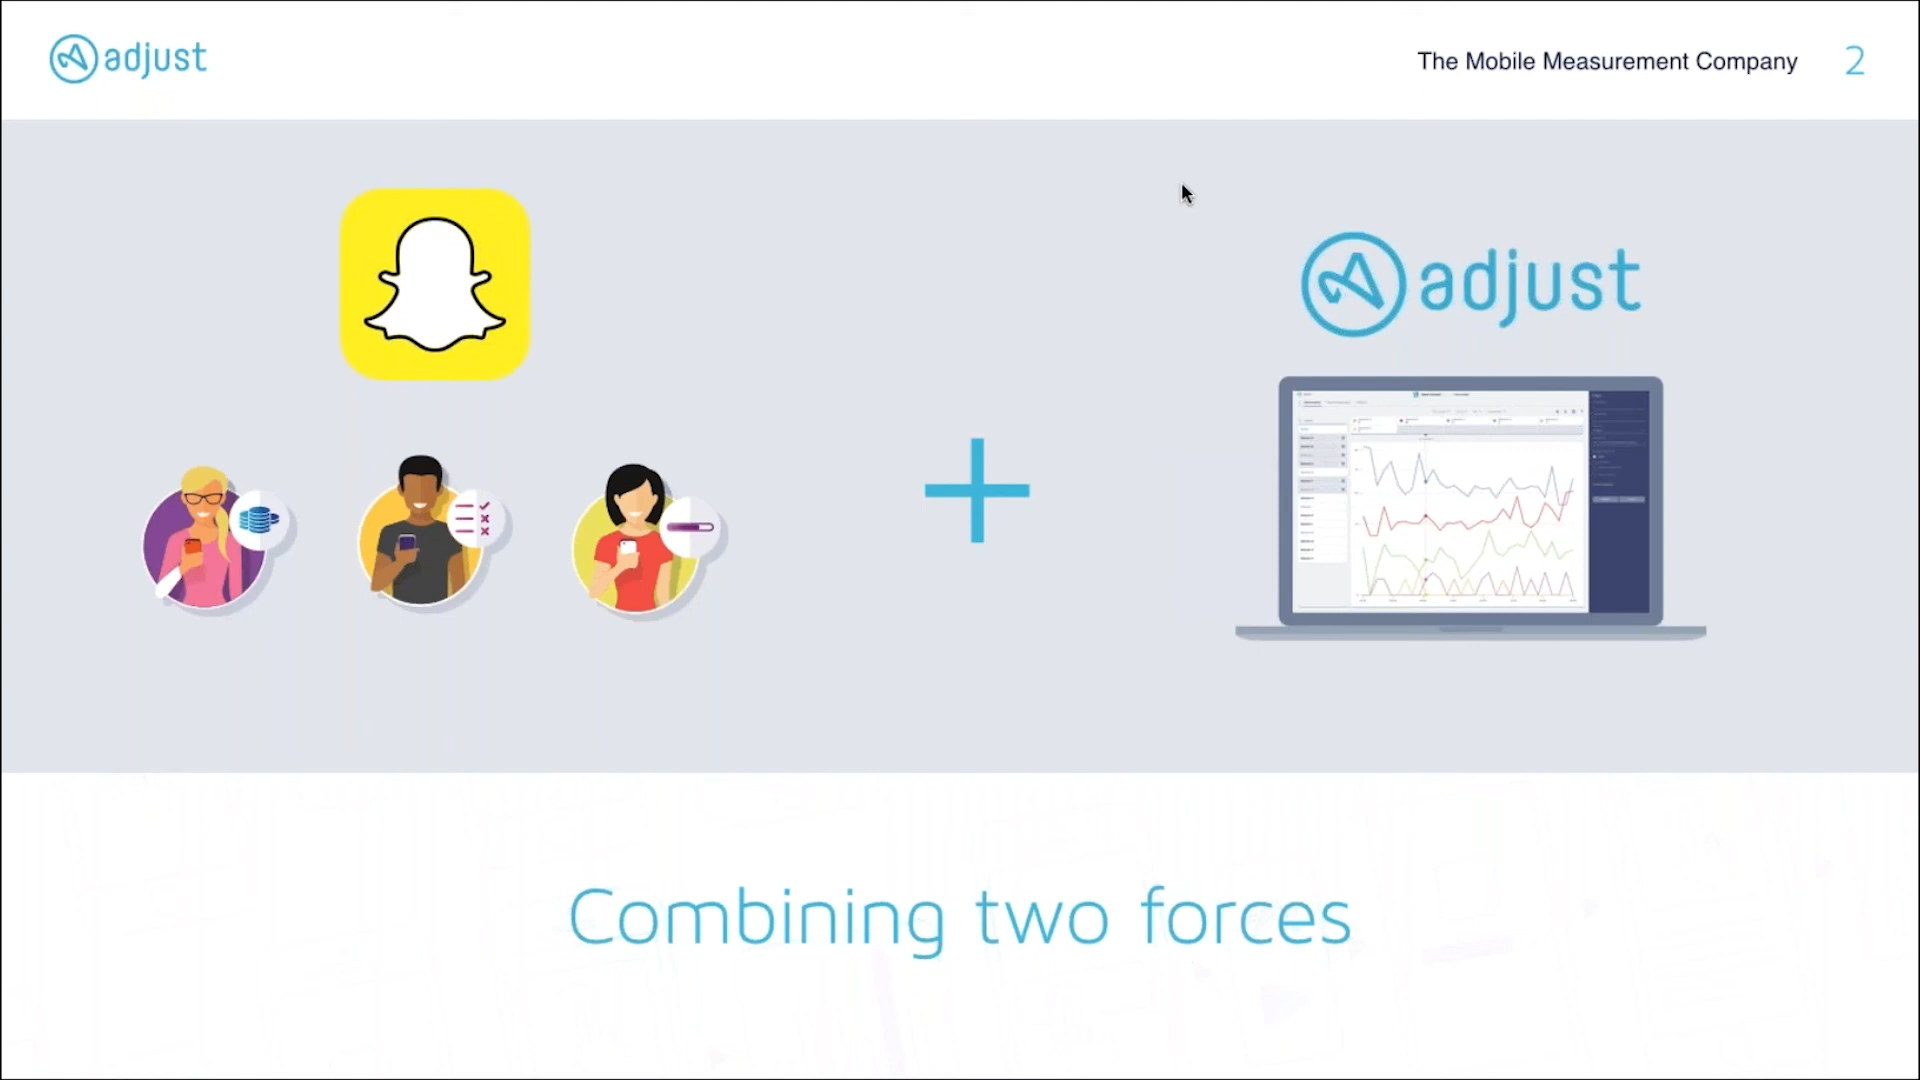 adjust
The Mobile Measurement Company
2
adjust
Combining two forces